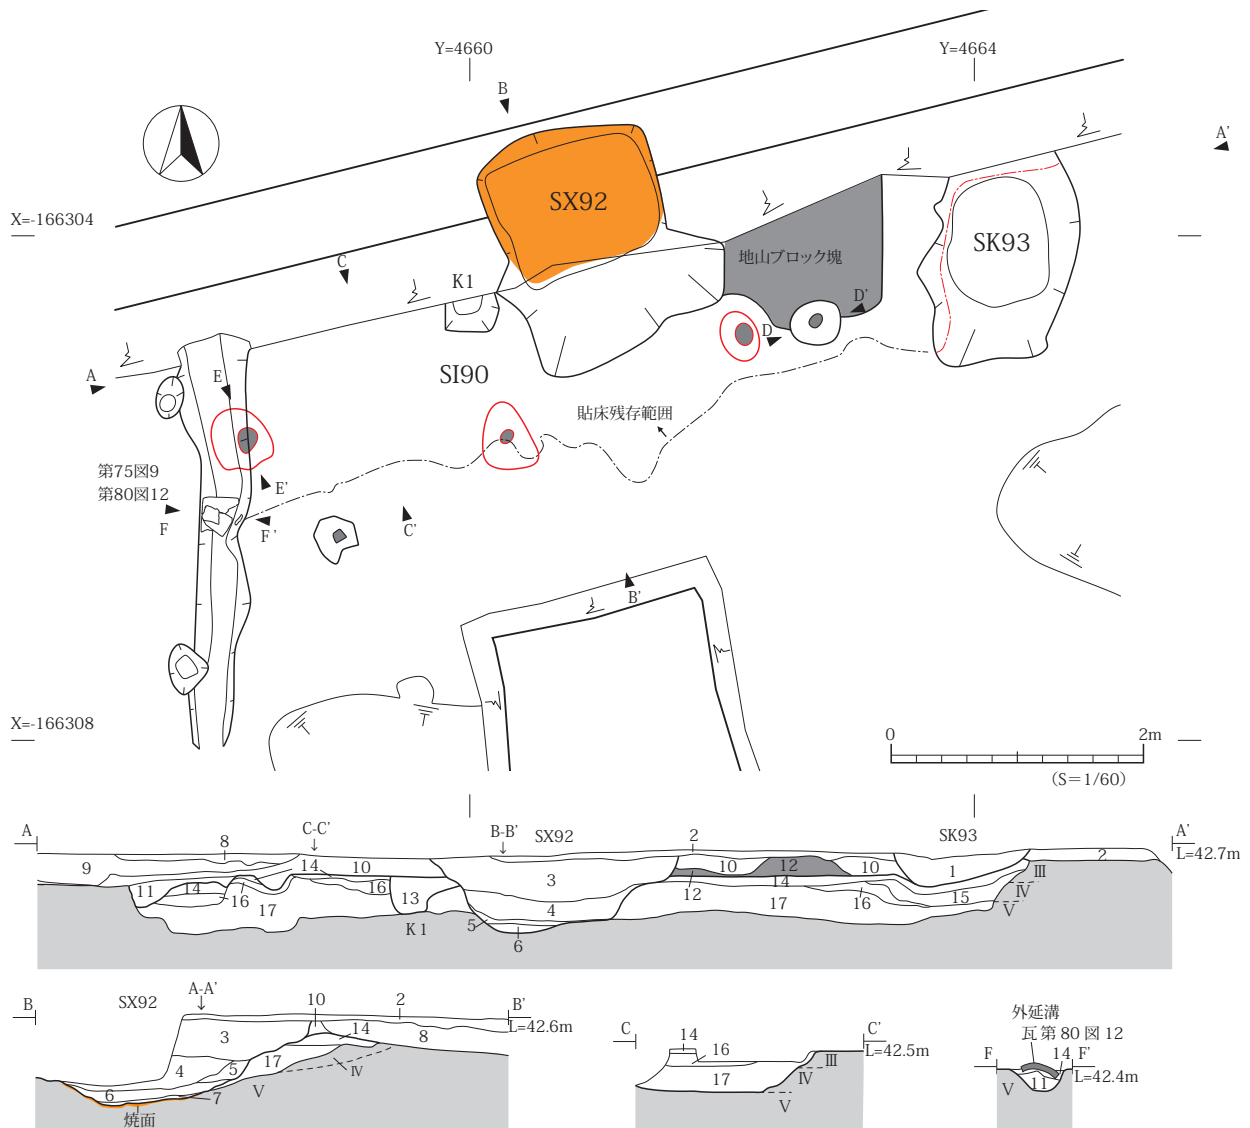 Y=4660
Y=4664
B
A'
SX92
X=-166304
SK93
地山ブロック塊
C
K1
D'
D
SI90
A
E
貼床残存範囲
第75図9
第80図12
E'
F
F'
C'
B'
X=-166308
0
2m
(S=1/60)
A
8
C-C'
B-B'
SX92
2
SK93
A'
L=42.7m
9
14
10
10
12
10
1
2
III
11
14
16
16
3
12
14
IV
17
13
4
17
16
15
V
K1
5
6
B
SX92
A-A'
10
2
B'
L=42.6m
3
14
8
4
5
17
IV
6
7
V
焼面
C
14
C'
L=42.5m
16
III
17
IV
V
外延溝
瓦第80図12
F
14
F'
L=42.4m
V
11